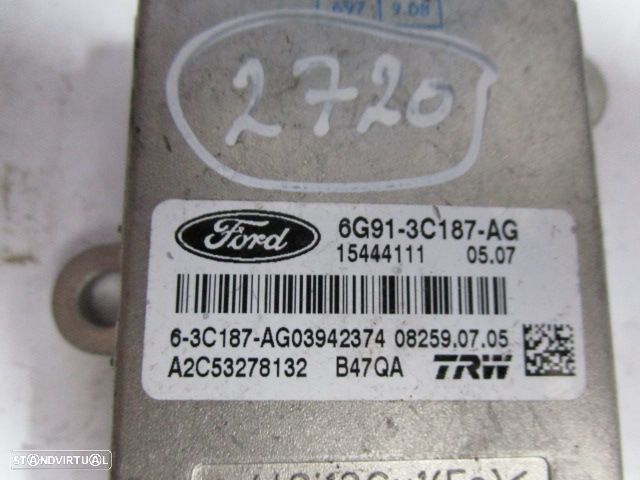 697 9.08
2720
Ford 6G91-3C187-AG
15444111 05.07
6-3C187-AG03942374 08259.07.05
A2C53278132 B47QA TRW
STANDVIRTUAL